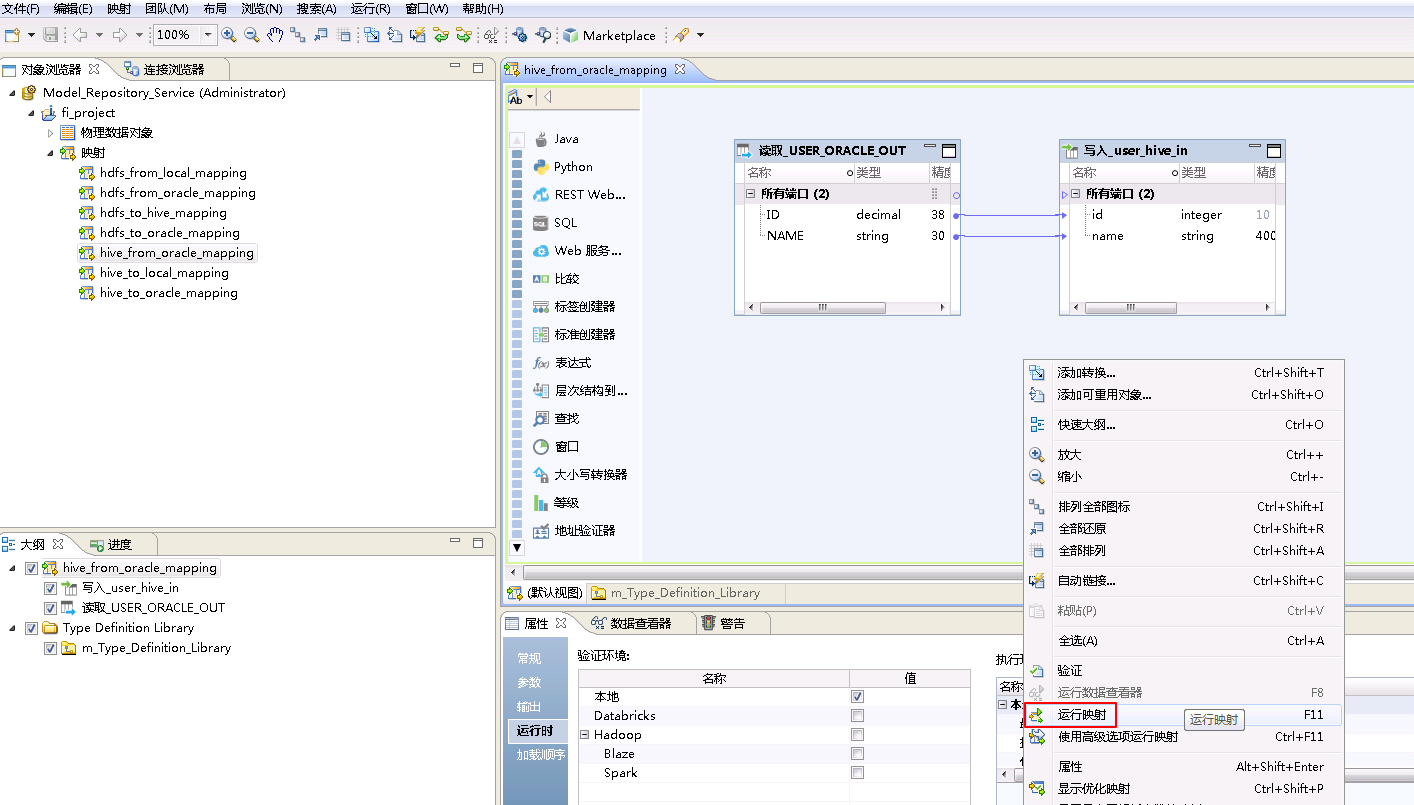 文件(F) 编辑(E) 映射 团队(M) 布局 浏览(N) 搜索(A) 运行(R) 窗口(W) 帮助(H)
100% Marketplace
对象浏览器 连接浏览器
Model_Repository_Service (Administrator)
fi_project
物理数据对象
映射
hdfs_from_local_mapping
hdfs_from_oracle_mapping
hdfs_to_hive_mapping
hdfs_to_oracle_mapping
hive_from_oracle_mapping
hive_to_local_mapping
hive_to_oracle_mapping
大纲 进度
hive_from_oracle_mapping
写入_user_hive_in
读取_USER_ORACLE_OUT
Type Definition Library
m_Type_Definition_Library
hive_from_oracle_mapping
Ab
Java
Python
REST Web...
SQL
Web 服务...
比较
标签创建器
标准创建器
f(x) 表达式
层次结构到...
查找
窗口
大小写转换器
等级
地址验证器
读取_USER_ORACLE_OUT
名称 类型 精度
所有端口 (2)
ID decimal 38
NAME string 30
写入_user_hive_in
名称 类型 精度
所有端口 (2)
id integer 10
name string 400
(默认视图) m_Type_Definition_Library
属性 数据查看器 警告
常规
参数
输出
运行时
加载顺序
验证环境:
名称 值
本地
Databricks
Hadoop
Blaze
Spark
名称
添加转换... Ctrl+Shift+T
添加可重用对象... Ctrl+Shift+O
快速大纲... Ctrl+O
放大 Ctrl++
缩小 Ctrl+-
排列全部图标 Ctrl+Shift+I
全部还原 Ctrl+Shift+R
全部排列 Ctrl+Shift+A
自动链接... Ctrl+Shift+C
粘贴(P) Ctrl+V
全选(A) Ctrl+A
验证
运行数据查看器 F8
运行映射 F11
运行映射
使用高级选项运行映射 Ctrl+F11
属性 Alt+Shift+Enter
显示优化映射 Ctrl+Shift+P